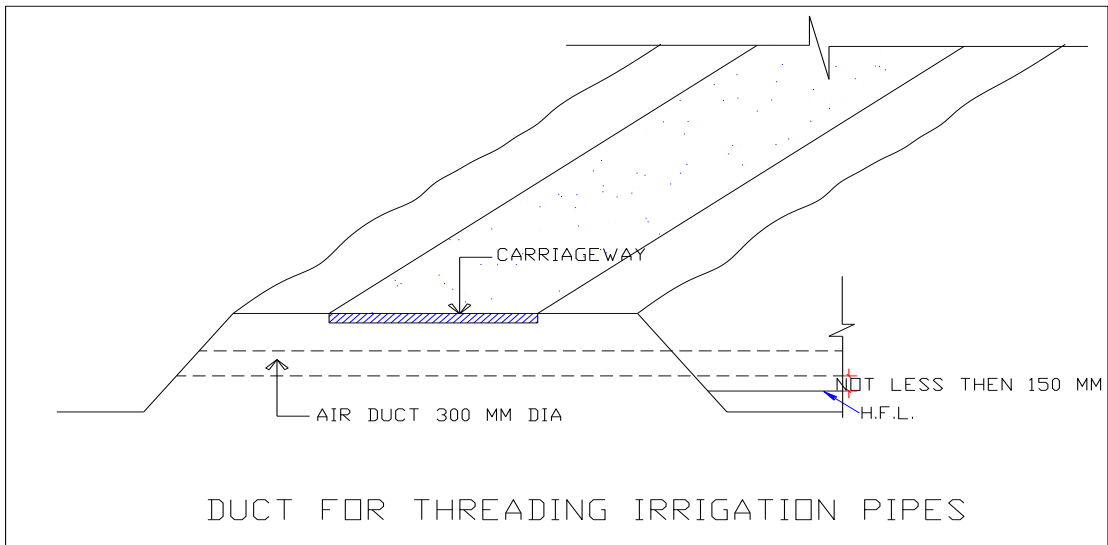 CARRIAGEWAY
NOT LESS THEN 150 MM
H.F.L.
AIR DUCT 300 MM DIA
DUCT FOR THREADING IRRIGATION PIPES